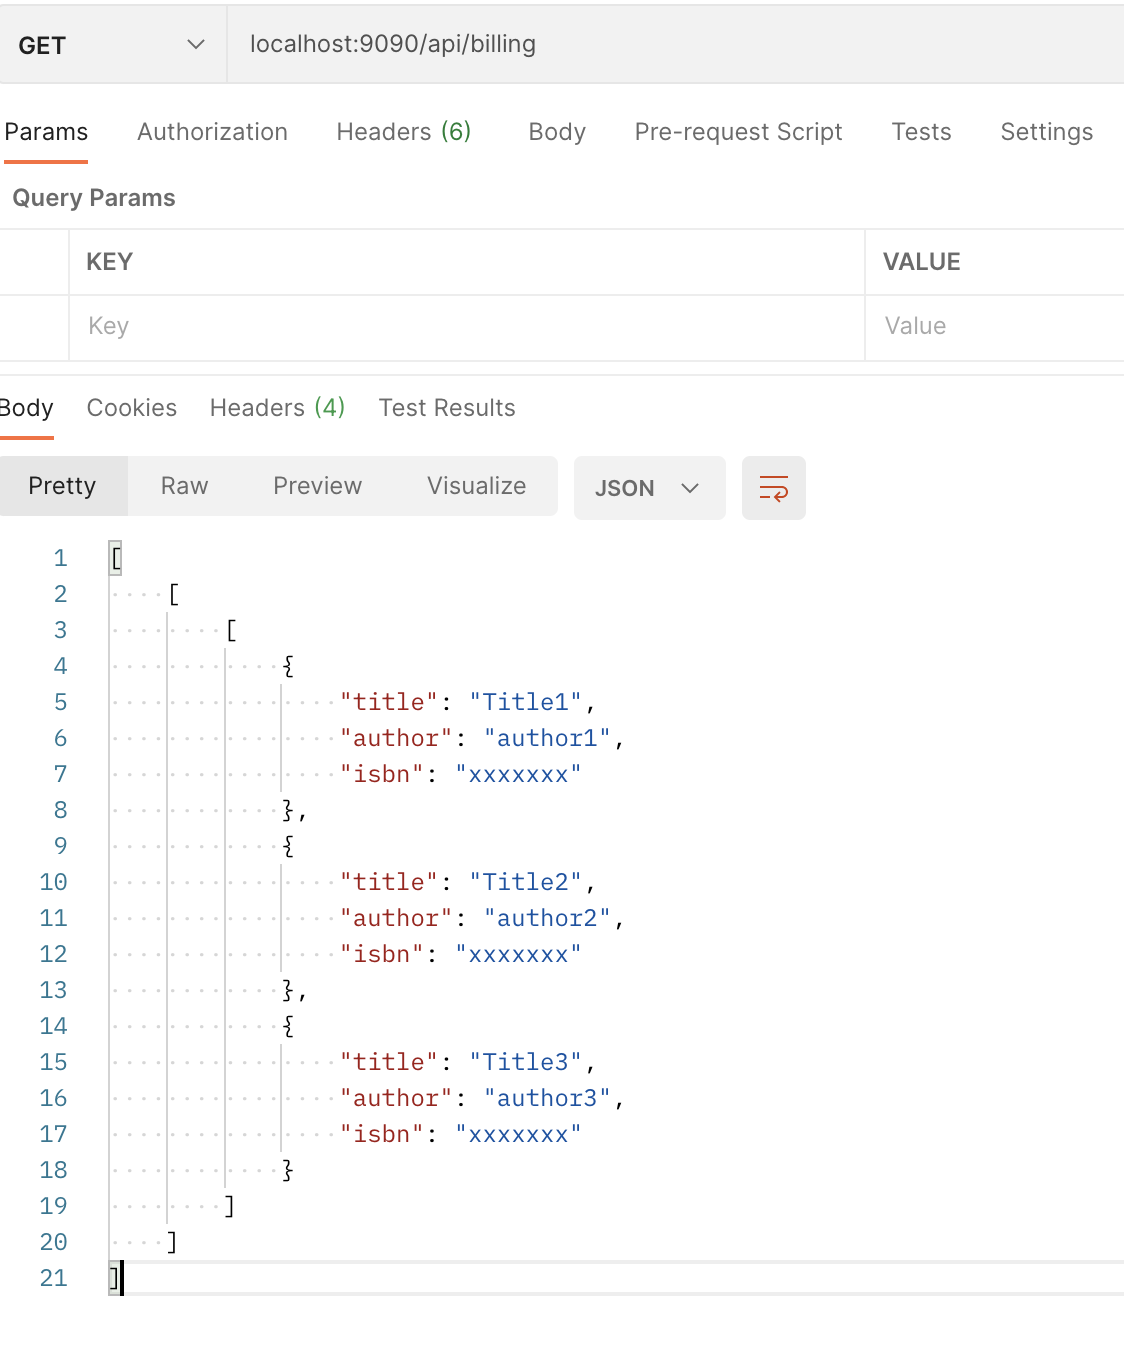 GET localhost:9090/api/billing
Params Authorization Headers (6) Body Pre-request Script Tests Settings
Query Params
KEY VALUE
Key Value
Body Cookies Headers (4) Test Results
Pretty Raw Preview Visualize JSON
1 [
2 [
3 [
4 {
5 "title": "Title1",
6 "author": "author1",
7 "isbn": "xxxxxxx"
8 },
9 {
10 "title": "Title2",
11 "author": "author2",
12 "isbn": "xxxxxxx"
13 },
14 {
15 "title": "Title3",
16 "author": "author3",
17 "isbn": "xxxxxxx"
18 }
19 ]
20 ]
21 ]